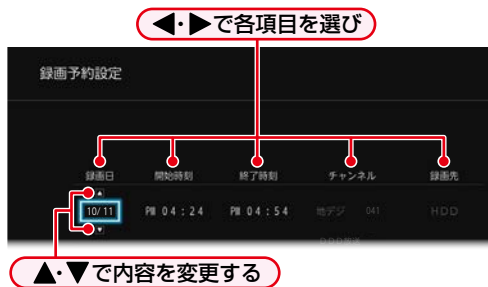 ◀・▶で各項目を選び
録画予約設定
録画日 開始時刻 終了時刻 チャンネル 録画先
10/11 PM 04:24 PM 04:54 地デジ 041 HDD
▲・▼で内容を変更する